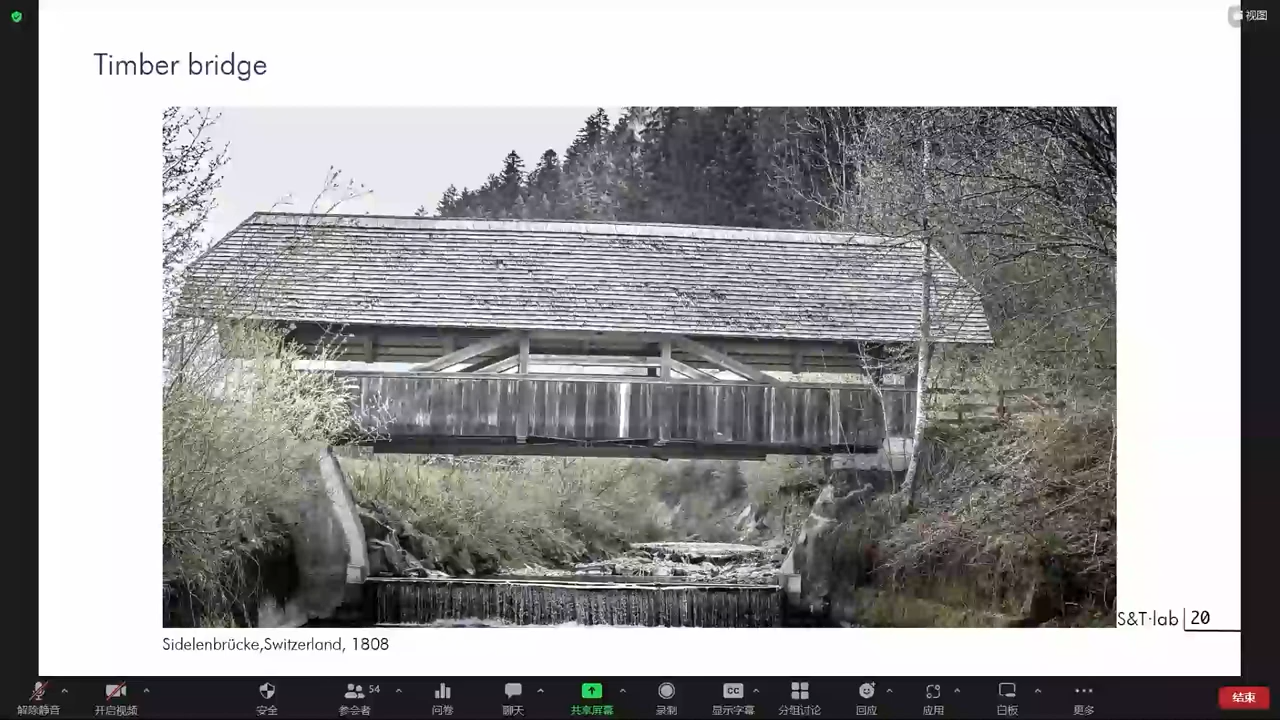 视图
Timber bridge
S&T·lab 20
Sidelenbrücke,Switzerland, 1808
54
CC
解除静音
开启视频
安全
参会者
问卷
聊天
共享屏幕
录制
显示字幕
分组讨论
回应
应用
白板
更多
结束